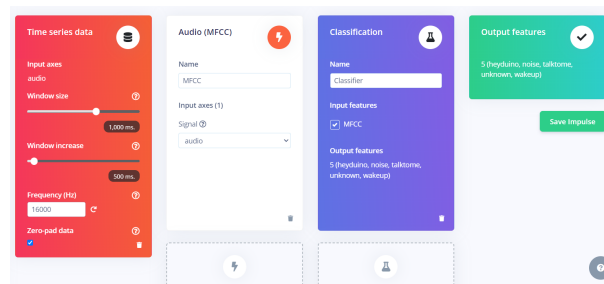 Time series data
Input axes
audio
Window size
1,000 ms.
Window increase
500 ms.
Frequency (Hz)
16000
Zero-pad data
Audio (MFCC)
Name
MFCC
Input axes (1)
Signal
audio
Classification
Name
Classifier
Input features
MFCC
Output features
5 (heyduino, noise, talktome,
unknown, wakeup)
Output features
5 (heyduino, noise, talktome,
unknown, wakeup)
Save Impulse